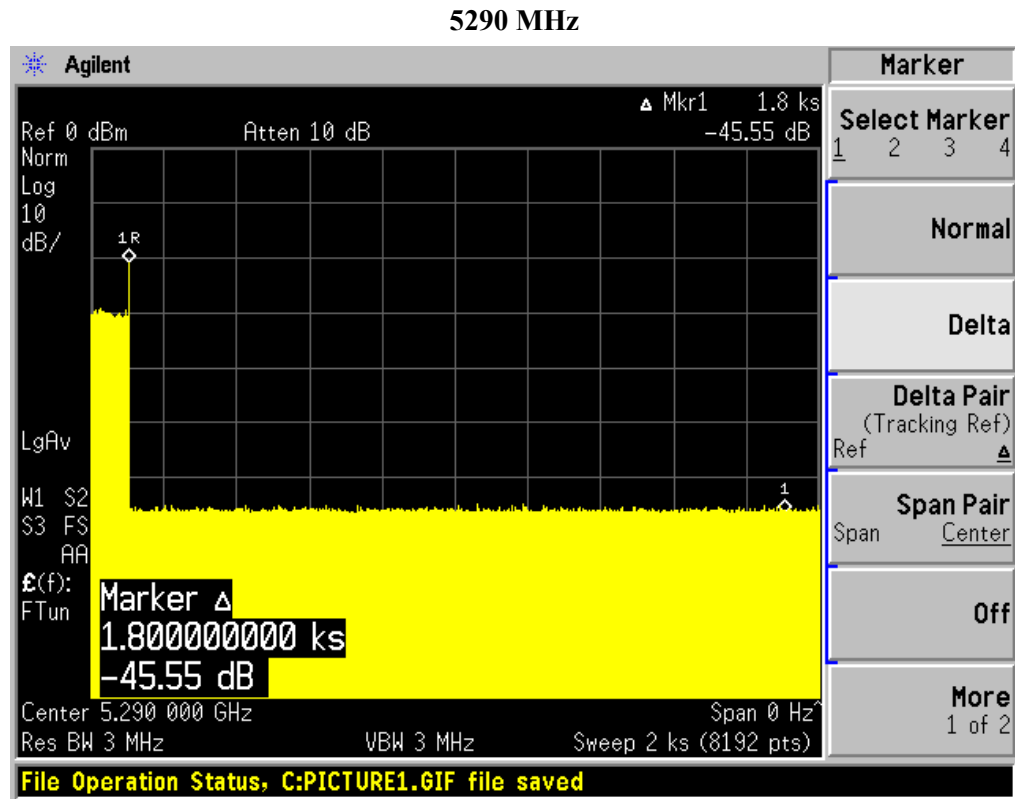 5290 MHz
Agilent
Marker
Δ Mkr1 1.8 ks
Ref 0 dBm Atten 10 dB -45.55 dB
Norm
Log
10
dB/
1R
LgAv
1
W1 S2
S3 FS
AA
£(f):
FTun
Marker Δ
1.800000000 ks
-45.55 dB
Center 5.290 000 GHz Span 0 Hz^
Res BW 3 MHz VBW 3 MHz Sweep 2 ks (8192 pts)
File Operation Status, C:PICTURE1.GIF file saved
Select Marker
1 2 3 4
Normal
Delta
Delta Pair
(Tracking Ref)
Ref Δ
Span Pair
Span Center
Off
More
1 of 2